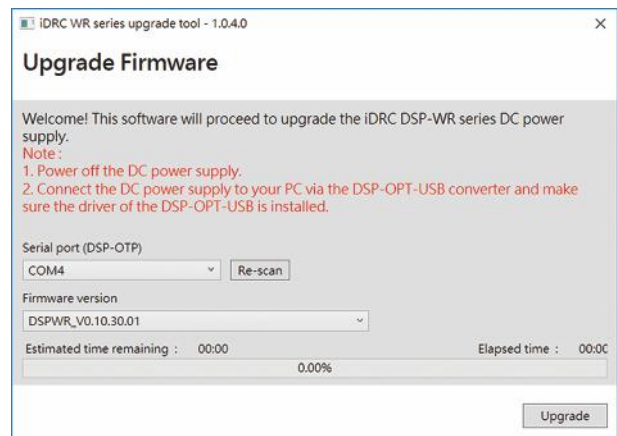 iDRC WR series upgrade tool - 1.0.4.0
Upgrade Firmware
Welcome! This software will proceed to upgrade the iDRC DSP-WR series DC power
supply.
Note :
1. Power off the DC power supply.
2. Connect the DC power supply to your PC via the DSP-OPT-USB converter and make
sure the driver of the DSP-OPT-USB is installed.
Serial port (DSP-OTP)
COM4
Re-scan
Firmware version
DSPWR_V0.10.30.01
Estimated time remaining : 00:00 Elapsed time : 00:0
0.00%
Upgrade